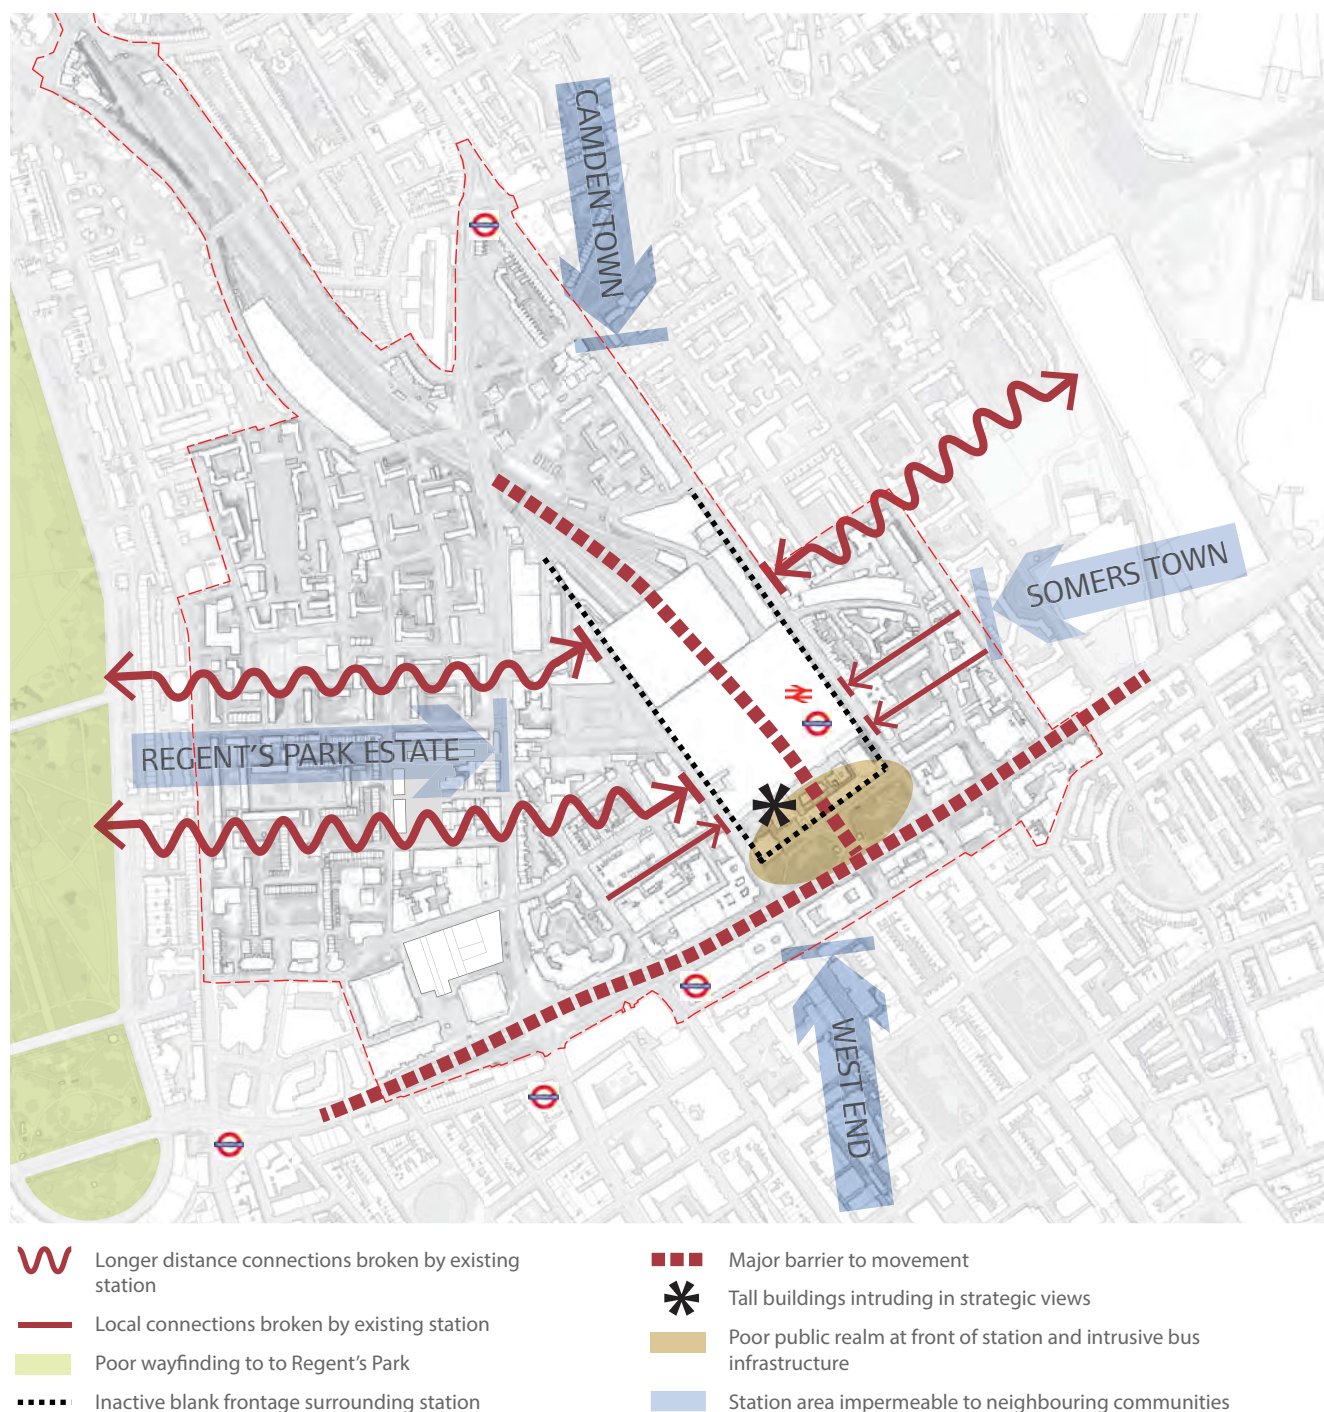 CAMDEN TOWN
SOMERS TOWN
REGENT'S PARK ESTATE
WEST END
Longer distance connections broken by existing
station
Local connections broken by existing station
Poor wayfinding to to Regent's Park
Inactive blank frontage surrounding station
Major barrier to movement
Tall buildings intruding in strategic views
Poor public realm at front of station and intrusive bus
infrastructure
Station area impermeable to neighbouring communities